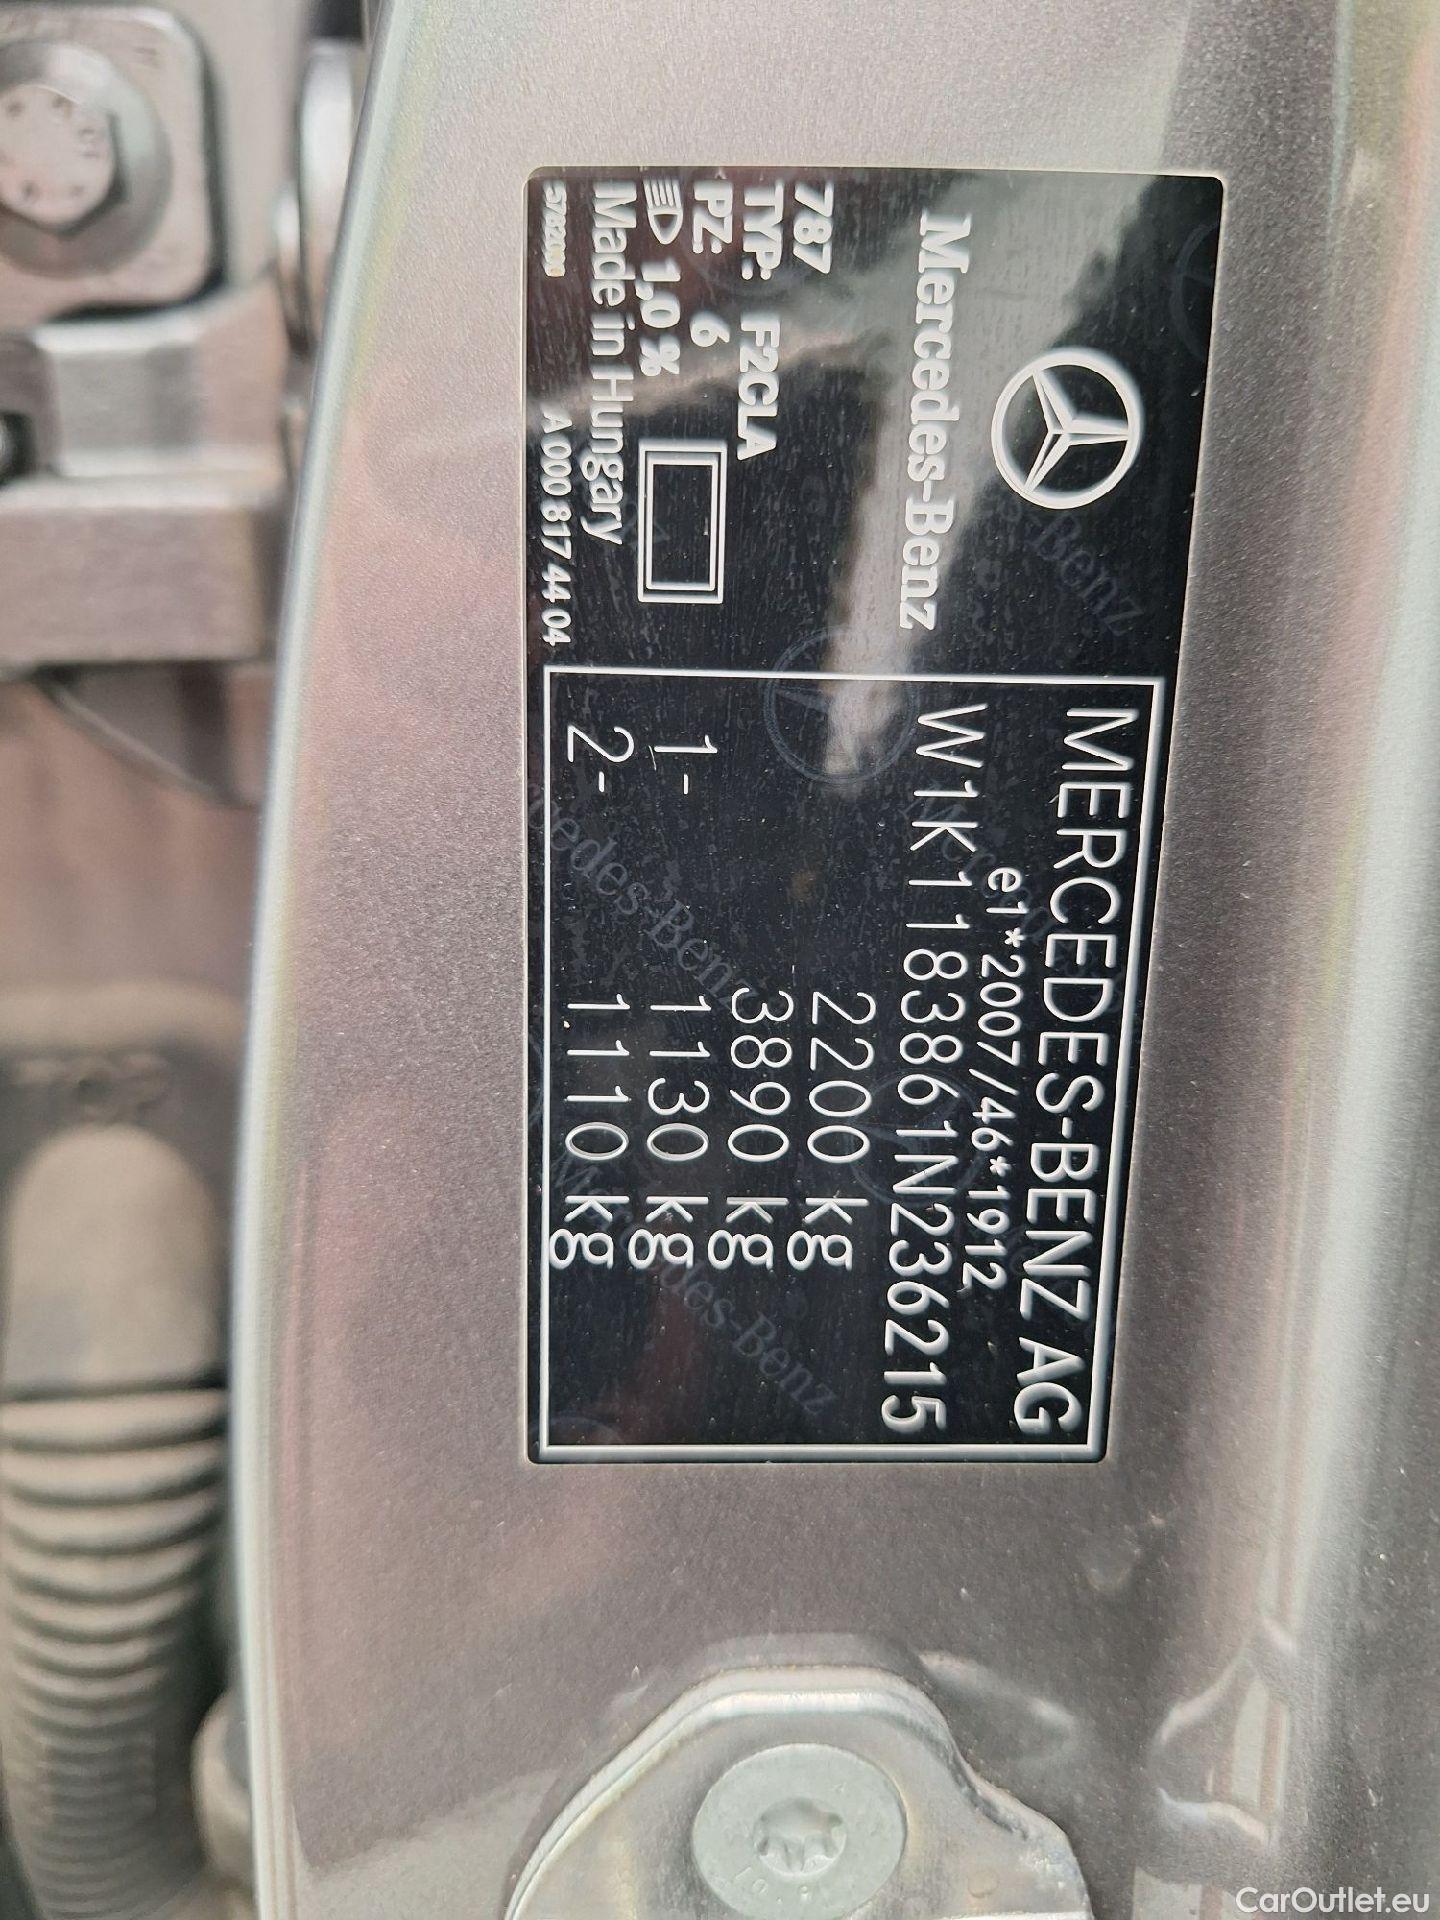 Mercedes-Benz
787
TYP: F2CLA
PZ: 6
1,0 %
Made in Hungary
A 000 817 44 04
MERCEDES-BENZ AG
e1*2007/46*1912
W1K1183861N236215
2200 kg
3890 kg
1- 1130 kg
2- 1110 kg
CarOutlet.eu